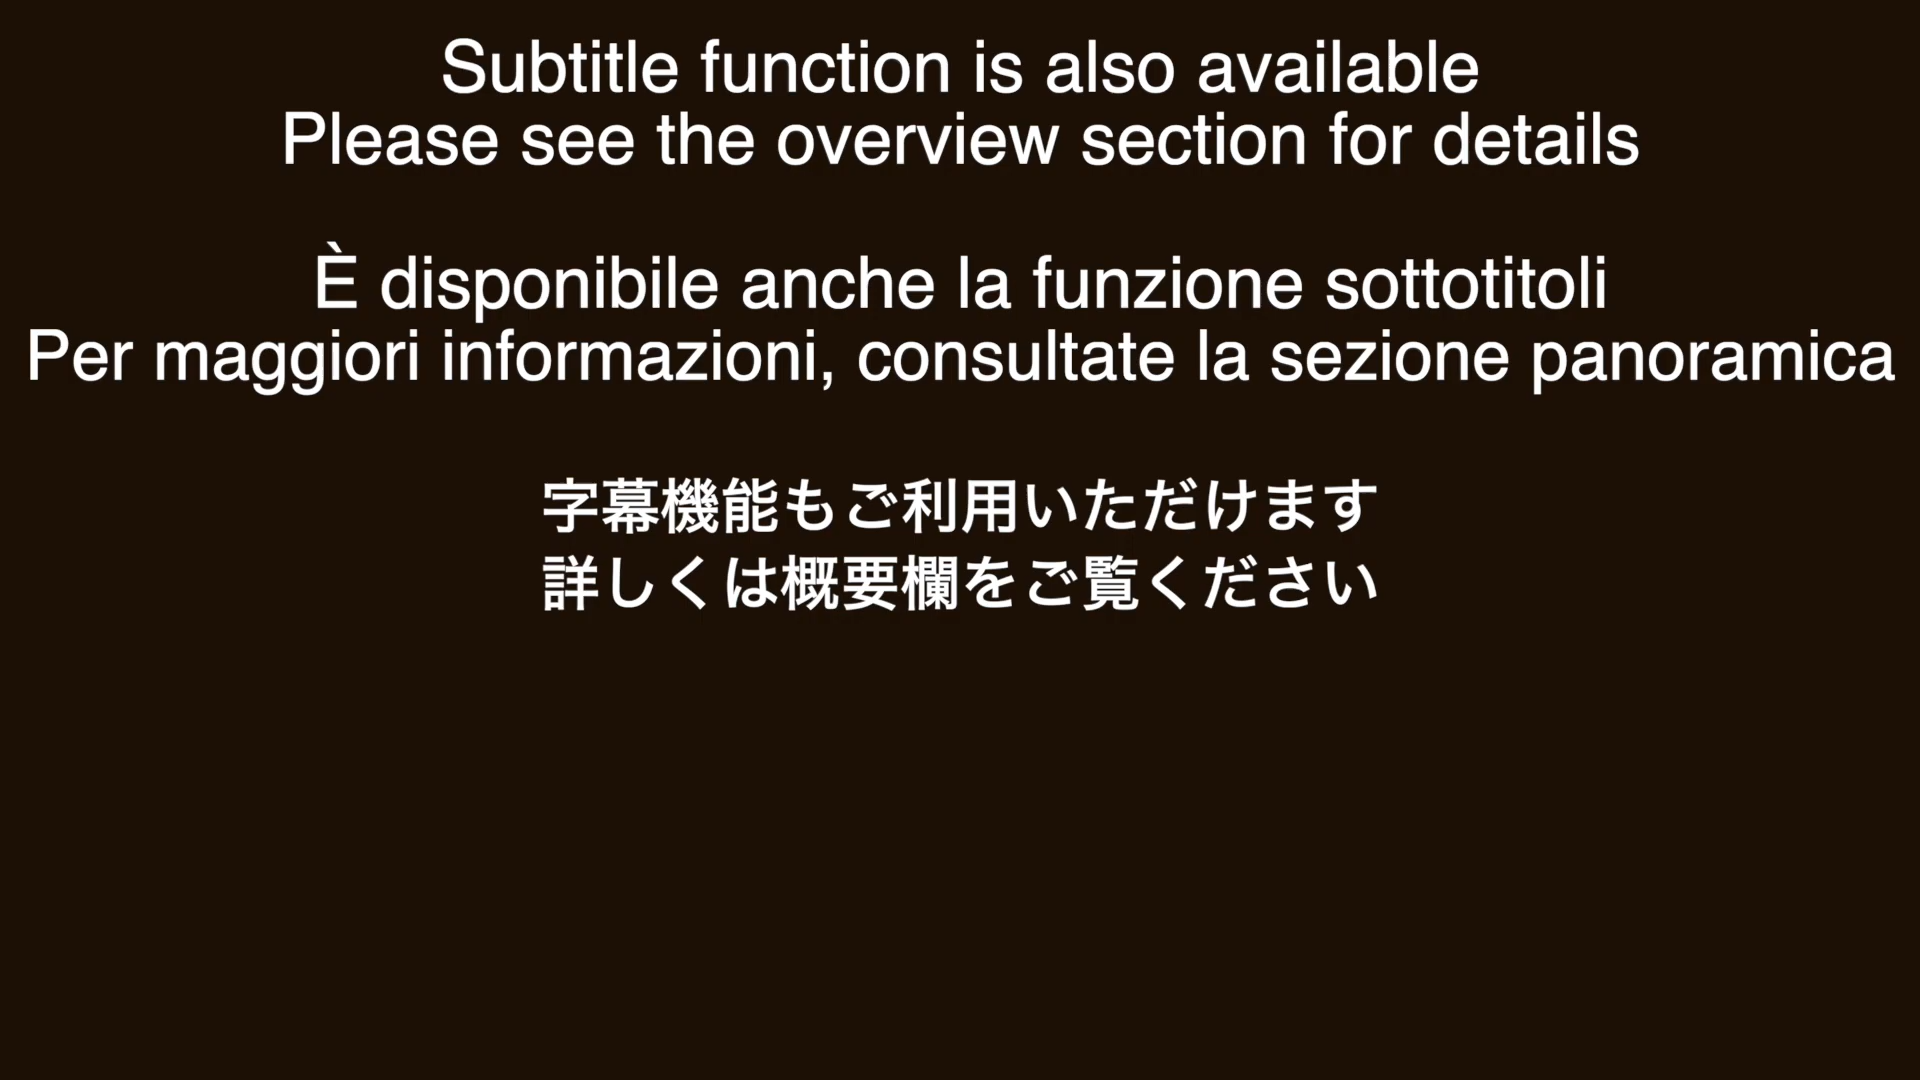 Subtitle function is also available
Please see the overview section for details
È disponibile anche la funzione sottotitoli
Per maggiori informazioni, consultate la sezione panoramica
字幕機能もご利用いただけます
詳しくは概要欄をご覧ください